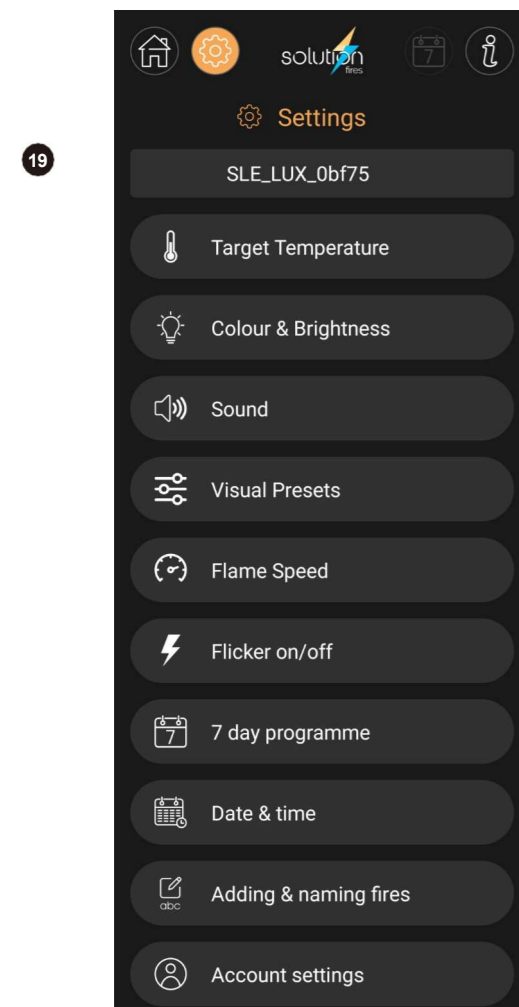 solution
fires
7
Settings
19
SLE_LUX_0bf75
Target Temperature
Colour & Brightness
Sound
Visual Presets
Flame Speed
Flicker on/off
7
7 day programme
Date & time
abc
Adding & naming fires
Account settings